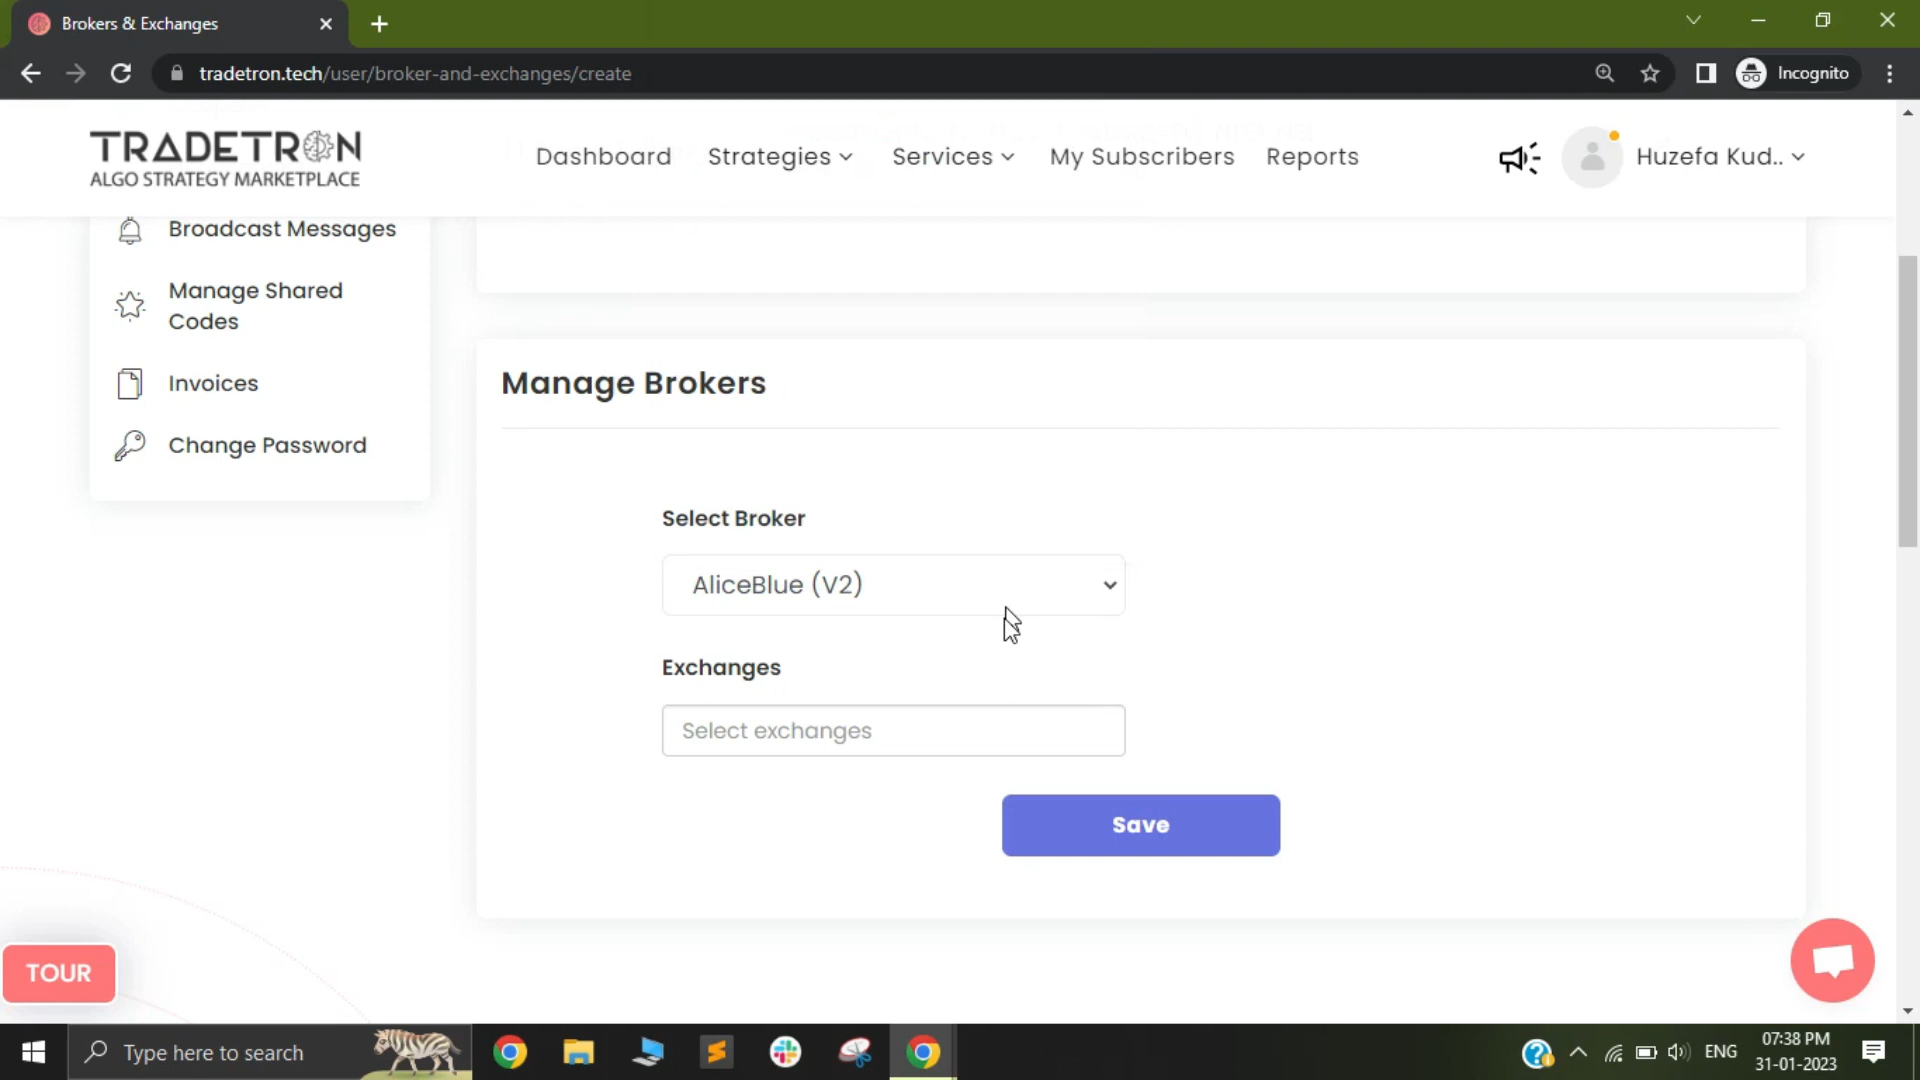 Brokers & Exchanges
tradetron.tech/user/broker-and-exchanges/create
Incognito
TRADETRON
ALGO STRATEGY MARKETPLACE
Dashboard
Strategies
Services
My Subscribers
Reports
Huzefa Kud..
Broadcast Messages
Manage Shared
Codes
Invoices
Change Password
Manage Brokers
Select Broker
AliceBlue (V2)
Exchanges
Select exchanges
Save
TOUR
Type here to search
ENG
07:38 PM
31-01-2023